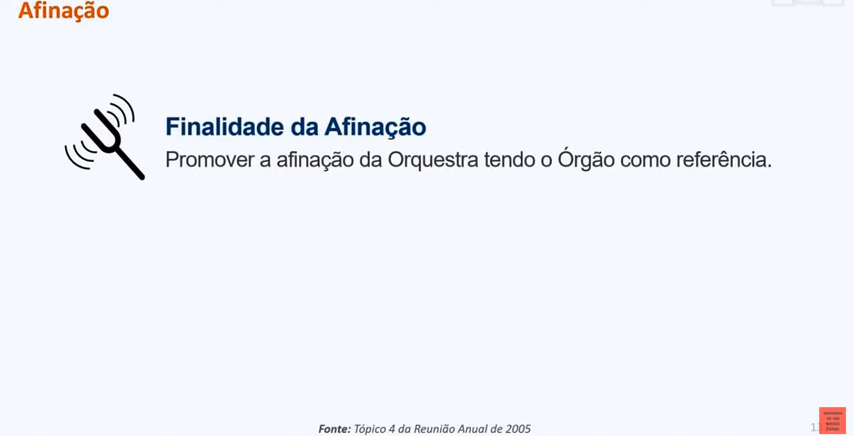 Afinação
Finalidade da Afinação
Promover a afinação da Orquestra tendo o Órgão como referência.
Fonte: Tópico 4 da Reunião Anual de 2005